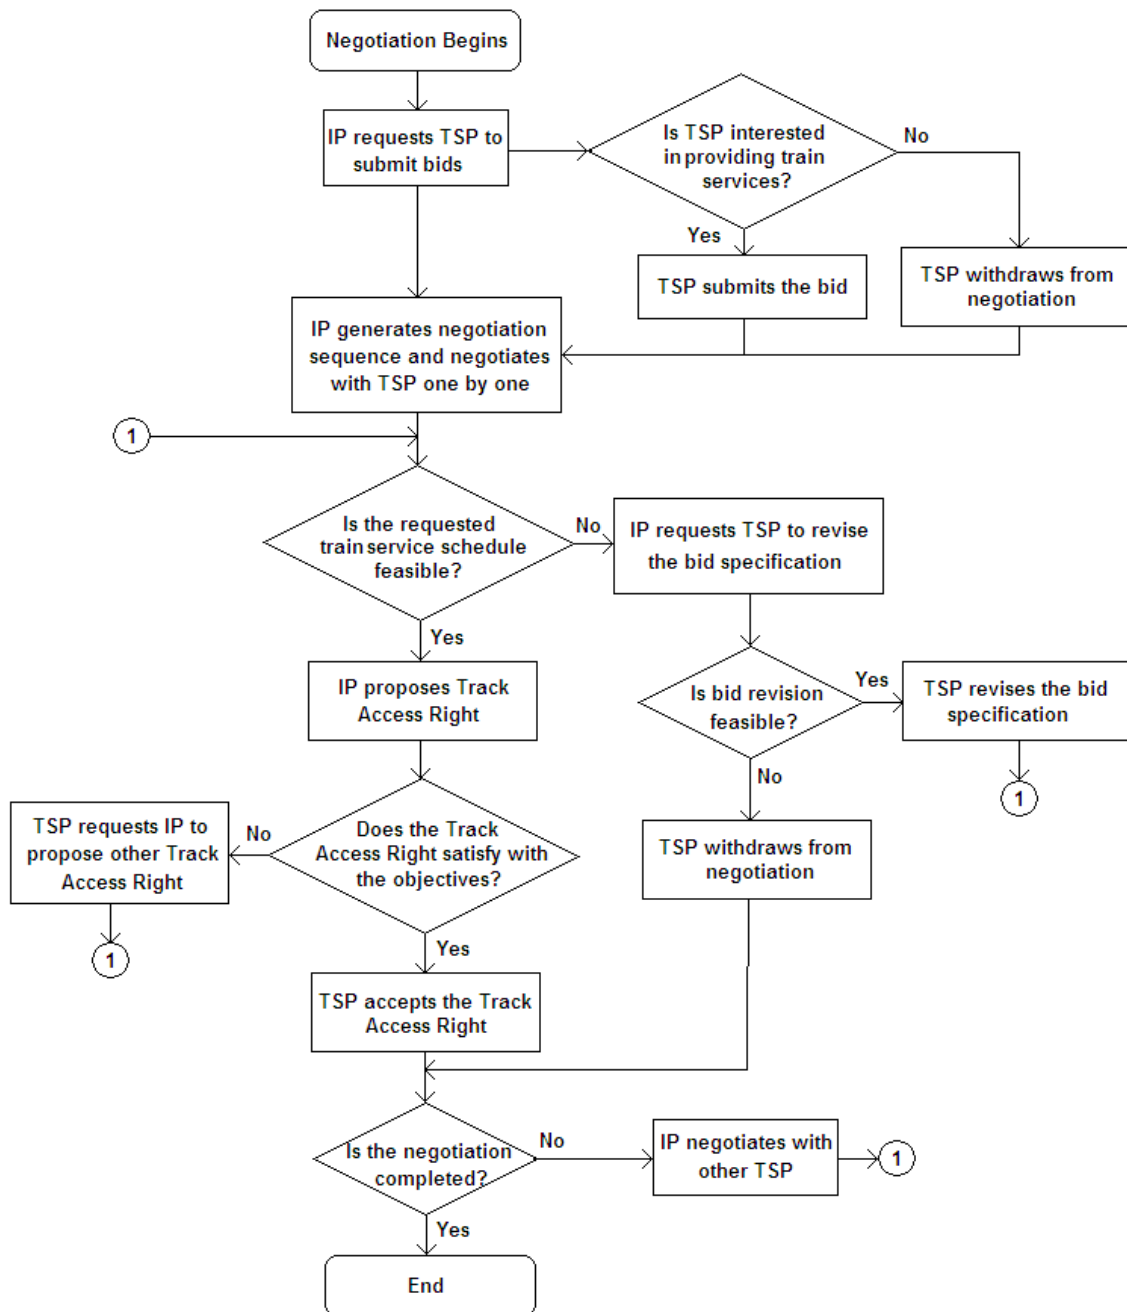 Negotiation Begins
IP requests TSP to
submit bids
Is TSP interested
in providing train
services?
No
Yes
TSP submits the bid
TSP withdraws from
negotiation
IP generates negotiation
sequence and negotiates
with TSP one by one
1
Is the requested
train service schedule
feasible?
No
IP requests TSP to revise
the bid specification
Yes
IP proposes Track
Access Right
Is bid revision
feasible?
Yes
TSP revises the bid
specification
1
No
TSP withdraws from
negotiation
Does the Track
Access Right satisfy with
the objectives?
No
TSP requests IP to
propose other Track
Access Right
1
Yes
TSP accepts the Track
Access Right
Is the negotiation
completed?
No
IP negotiates with
other TSP
1
Yes
End